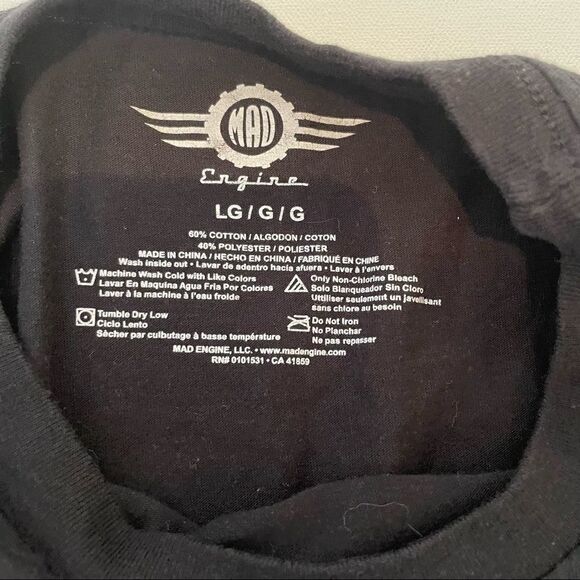 MAD
Engine
LG / G / G
60% COTTON / ALGODON / COTON
40% POLYESTER / POLIESTER
MADE IN CHINA / HECHO EN CHINA / FABRIQUÉ EN CHINE
Wash inside out • Lavar de adentro hacia afuera • Laver à l'envers
Machine Wash Cold with Like Colors
Lavar En Maquina Agua Fria Por Colores
Laver à la machine à l'eau froide
Only Non-Chlorine Bleach
Solo Blanqueador Sin Cloro
Utiliser seulement un javelisant
sans chlore au besoin
Tumble Dry Low
Ciclo Lento
Sècher par culbutage à basse température
Do Not Iron
No Planchar
Ne pas repasser
MAD ENGINE, LLC. • www.madengine.com
RN# 0101531 • CA 41859